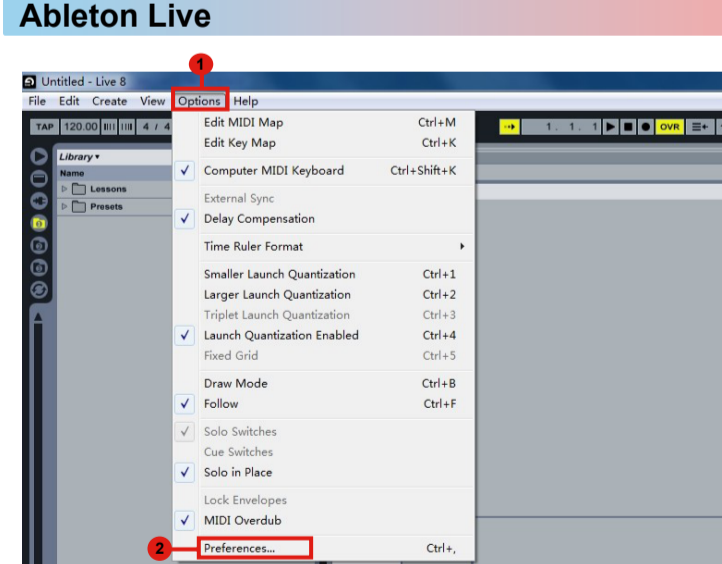 Ableton Live
1
Untitled - Live 8
File Edit Create View Options Help
TAP 120.00 4 / 4
1. 1. 1 OVR
Library
Name
Lessons
Presets
Edit MIDI Map Ctrl+M
Edit Key Map Ctrl+K
Computer MIDI Keyboard Ctrl+Shift+K
External Sync
Delay Compensation
Time Ruler Format
Smaller Launch Quantization Ctrl+1
Larger Launch Quantization Ctrl+2
Triplet Launch Quantization Ctrl+3
Launch Quantization Enabled Ctrl+4
Fixed Grid Ctrl+5
Draw Mode Ctrl+B
Follow Ctrl+F
Solo Switches
Cue Switches
Solo in Place
Lock Envelopes
MIDI Overdub
2 Preferences... Ctrl+,